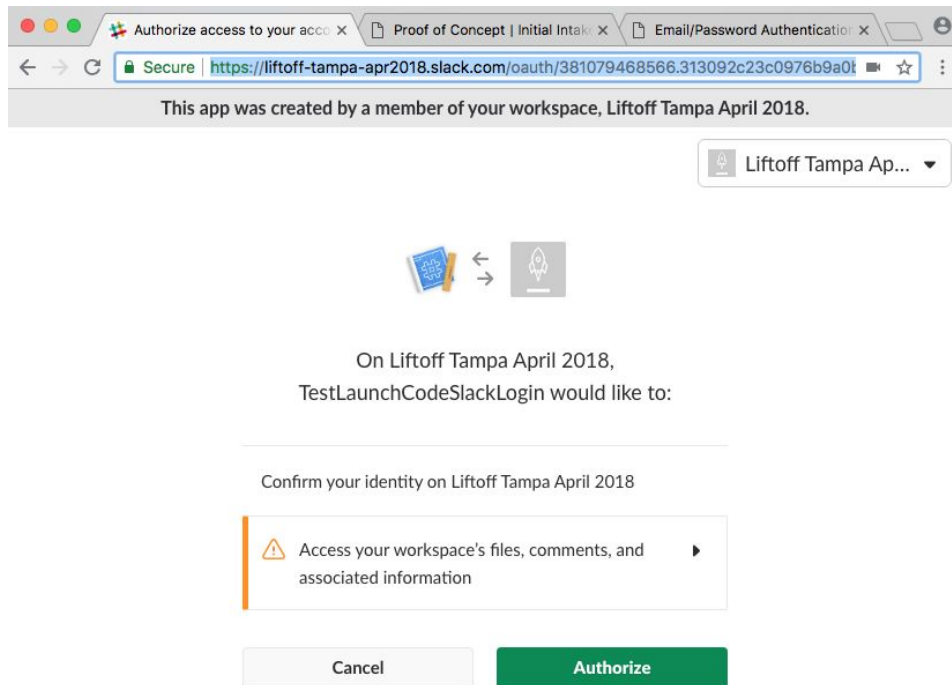 Authorize access to your acco
Proof of Concept | Initial Intake
Email/Password Authentication
Secure | https://liftoff-tampa-apr2018.slack.com/oauth/381079468566.313092c23c0976b9a0b
This app was created by a member of your workspace, Liftoff Tampa April 2018.
Liftoff Tampa Ap...
On Liftoff Tampa April 2018,
TestLaunchCodeSlackLogin would like to:
Confirm your identity on Liftoff Tampa April 2018
Access your workspace's files, comments, and
associated information
Cancel
Authorize